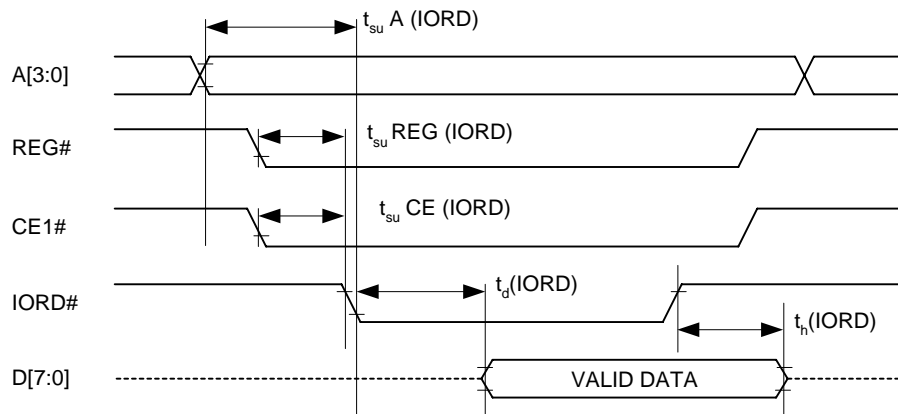 t_su A (IORD)
A[3:0]
t_su REG (IORD)
REG#
t_su CE (IORD)
CE1#
t_d(IORD)
IORD#
t_h(IORD)
D[7:0]
VALID DATA